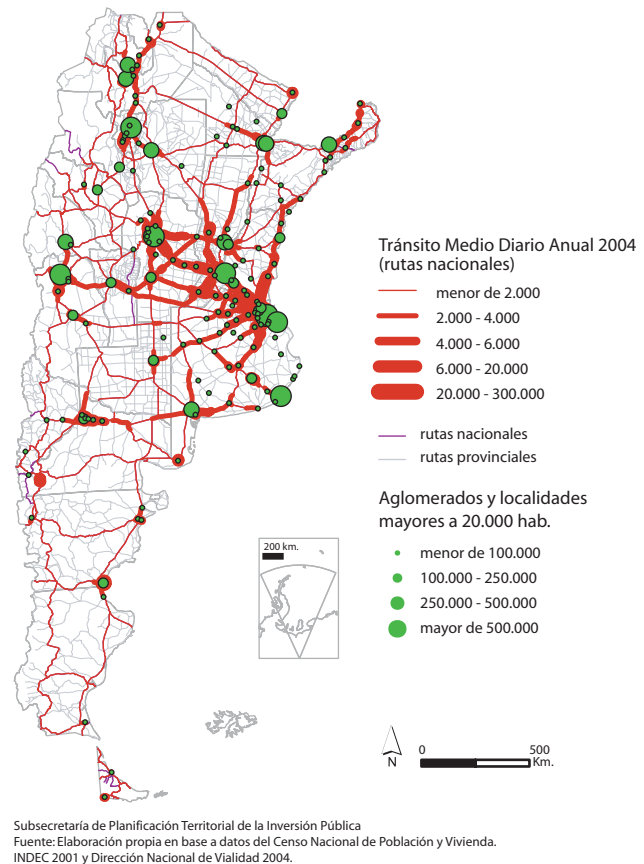 Tránsito Medio Diario Anual 2004
(rutas nacionales)
menor de 2.000
2.000 - 4.000
4.000 - 6.000
6.000 - 20.000
20.000 - 300.000
rutas nacionales
rutas provinciales
Aglomerados y localidades
mayores a 20.000 hab.
menor de 100.000
100.000 - 250.000
250.000 - 500.000
mayor de 500.000
200 km.
N
0 500
Km.
Subsecretaría de Planificación Territorial de la Inversión Pública
Fuente: Elaboración propia en base a datos del Censo Nacional de Población y Vivienda.
INDEC 2001 y Dirección Nacional de Vialidad 2004.